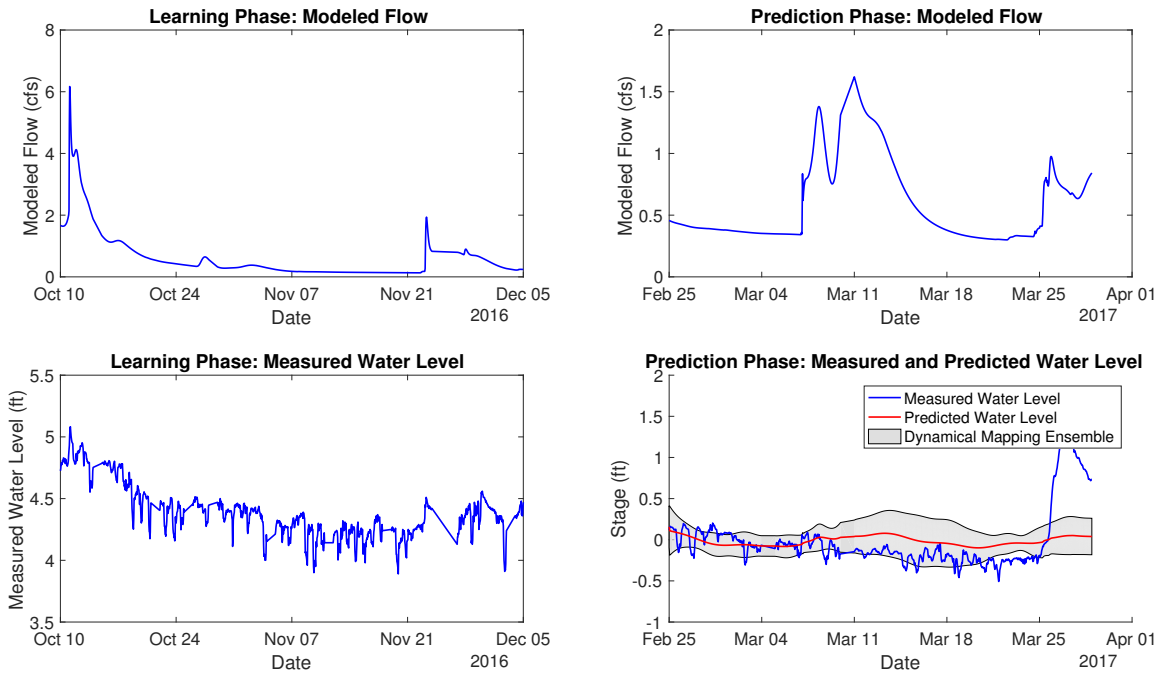 Learning Phase: Modeled Flow
Modeled Flow (cfs)
8
6
4
2
0
Oct 10 Oct 24 Nov 07 Nov 21 Dec 05
Date
2016
Prediction Phase: Modeled Flow
Modeled Flow (cfs)
2
1.5
1
0.5
0
Feb 25 Mar 04 Mar 11 Mar 18 Mar 25 Apr 01
Date
2017
Learning Phase: Measured Water Level
Measured Water Level (ft)
5.5
5
4.5
4
3.5
Oct 10 Oct 24 Nov 07 Nov 21 Dec 05
Date
2016
Prediction Phase: Measured and Predicted Water Level
Stage (ft)
2
1
0.5
0
-0.5
-1
Measured Water Level
Predicted Water Level
Dynamical Mapping Ensemble
Feb 25 Mar 04 Mar 11 Mar 18 Mar 25 Apr 01
Date
2017